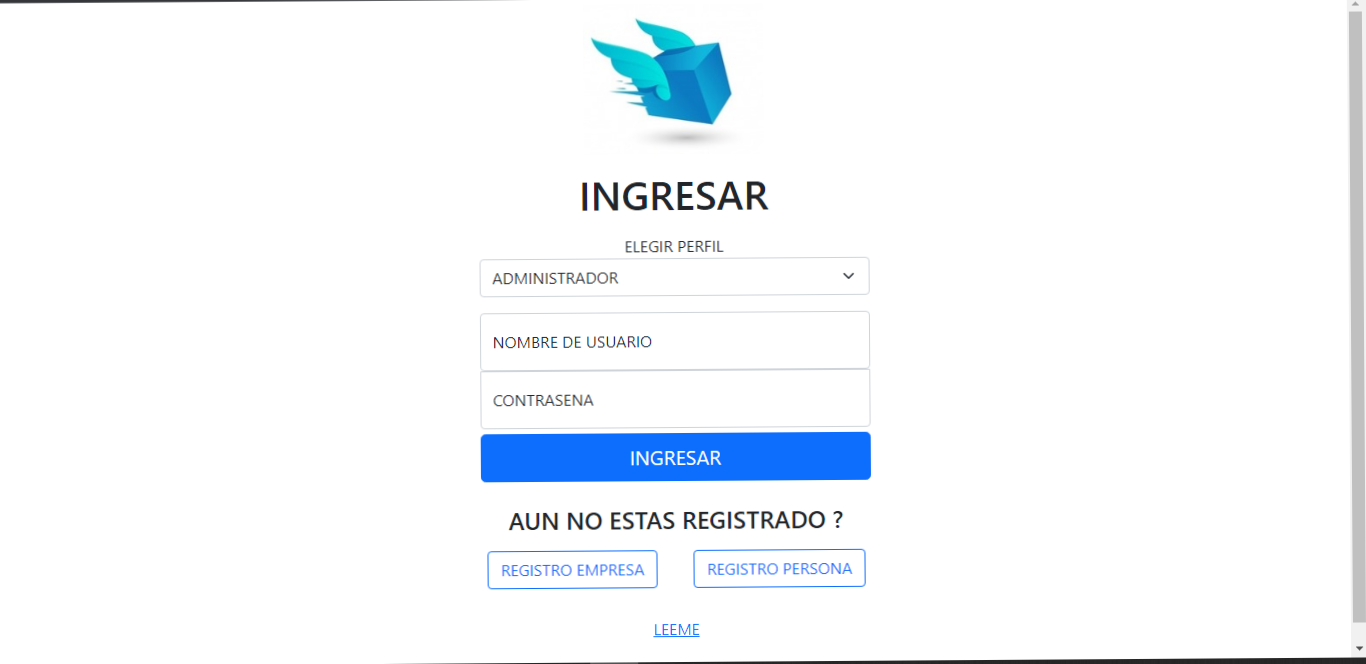 INGRESAR
ELEGIR PERFIL
ADMINISTRADOR
NOMBRE DE USUARIO
CONTRASENA
INGRESAR
AUN NO ESTAS REGISTRADO ?
REGISTRO EMPRESA REGISTRO PERSONA
LEEME